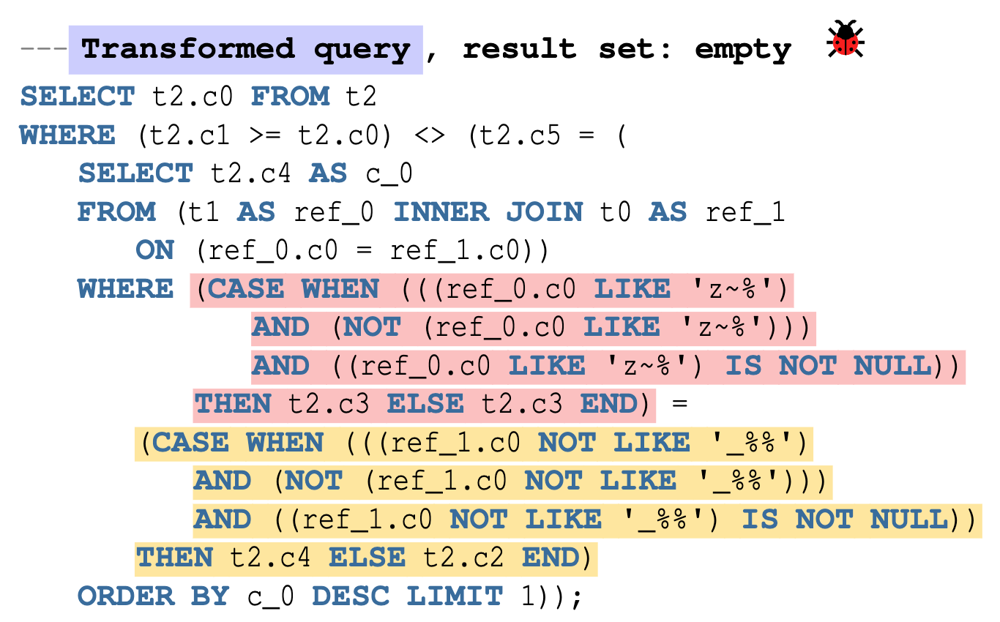 --- Transformed query, result set: empty
SELECT t2.c0 FROM t2
WHERE (t2.c1 >= t2.c0) <> (t2.c5 = (
SELECT t2.c4 AS c_0
FROM (t1 AS ref_0 INNER JOIN t0 AS ref_1
ON (ref_0.c0 = ref_1.c0))
WHERE (CASE WHEN (((ref_0.c0 LIKE 'z~%')
AND (NOT (ref_0.c0 LIKE 'z~%')))
AND ((ref_0.c0 LIKE 'z~%') IS NOT NULL))
THEN t2.c3 ELSE t2.c3 END) =
(CASE WHEN (((ref_1.c0 NOT LIKE '_%%')
AND (NOT (ref_1.c0 NOT LIKE '_%%')))
AND ((ref_1.c0 NOT LIKE '_%%') IS NOT NULL))
THEN t2.c4 ELSE t2.c2 END)
ORDER BY c_0 DESC LIMIT 1));